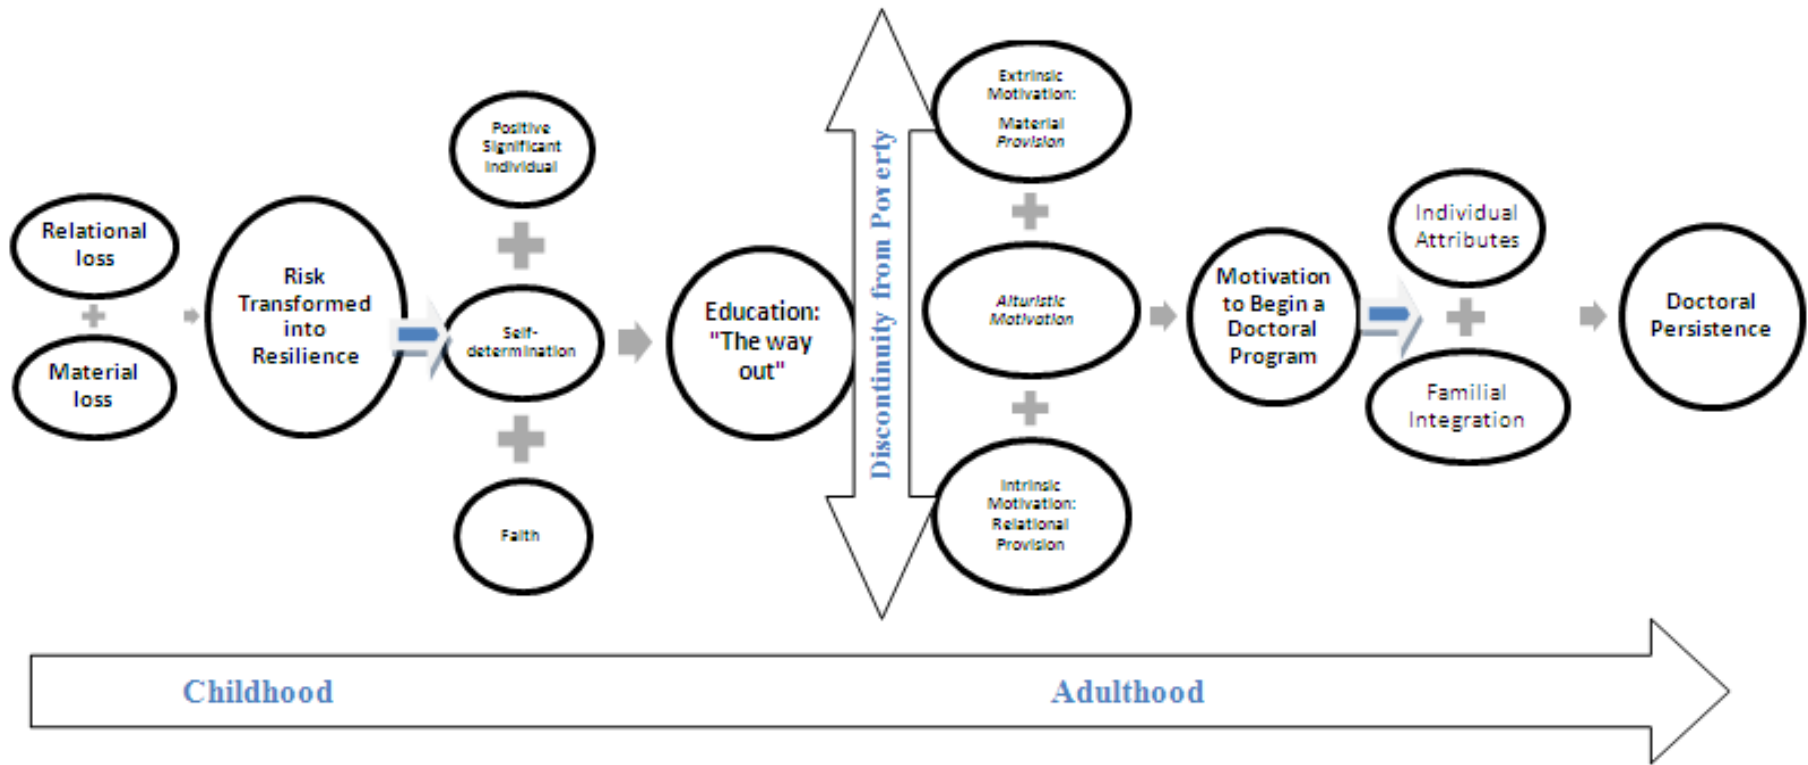 Relational
loss
Material
loss
Risk
Transformed
into
Resilience
Positive
Significant
Individual
Self-
determination
Faith
Education:
"The way
out"
Discontinuity from Poverty
Extrinsic
Motivation:
Material
Provision
Alturistic
Motivation
Intrinsic
Motivation:
Relational
Provision
Motivation
to Begin a
Doctoral
Program
Individual
Attributes
Familial
Integration
Doctoral
Persistence
Childhood
Adulthood